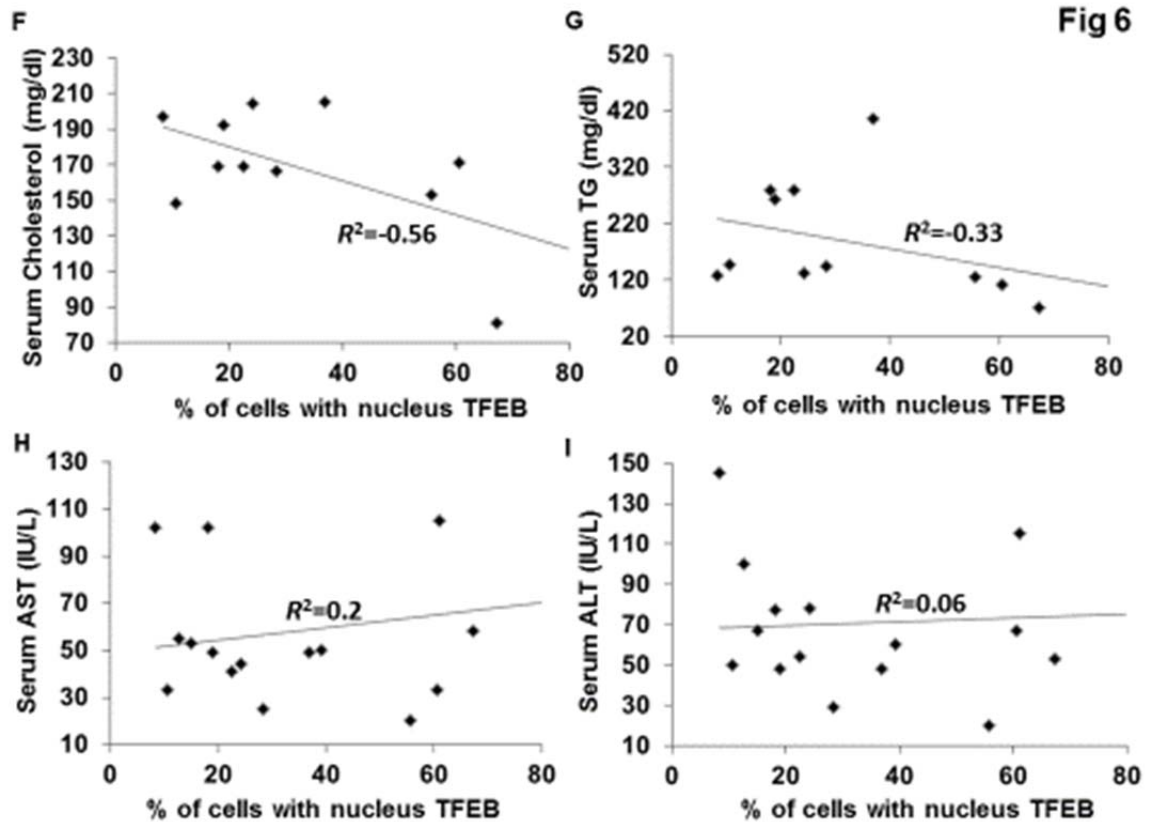 F
G
Fig 6
Serum Cholesterol (mg/dl)
230
210
190
170
150
130
110
90
70
R²=-0.56
0 20 40 60 80
% of cells with nucleus TFEB
Serum TG (mg/dl)
520
420
320
220
120
20
R²=-0.33
0 20 40 60 80
% of cells with nucleus TFEB
H
I
Serum AST (IU/L)
130
110
90
70
50
30
10
R²=0.2
0 20 40 60 80
% of cells with nucleus TFEB
Serum ALT (IU/L)
150
130
110
90
70
50
30
10
R²=0.06
0 20 40 60 80
% of cells with nucleus TFEB